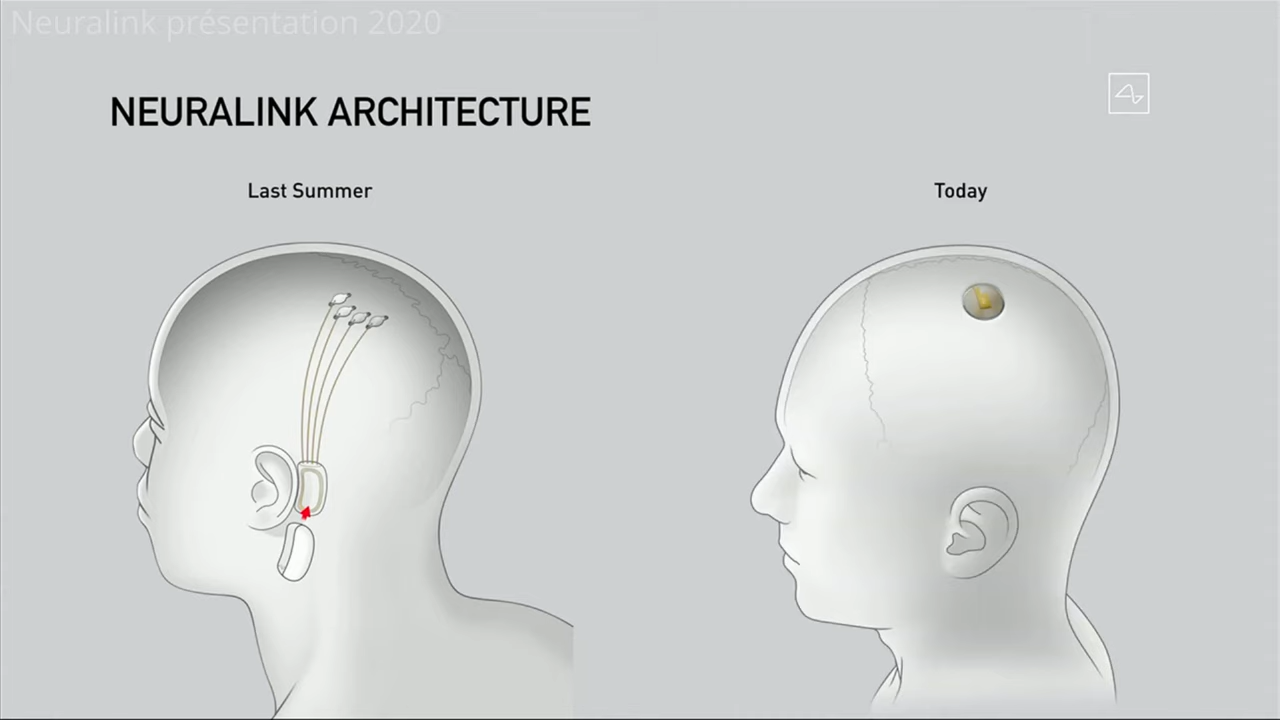 Neuralink présentation 2020
NEURALINK ARCHITECTURE
Last Summer
Today